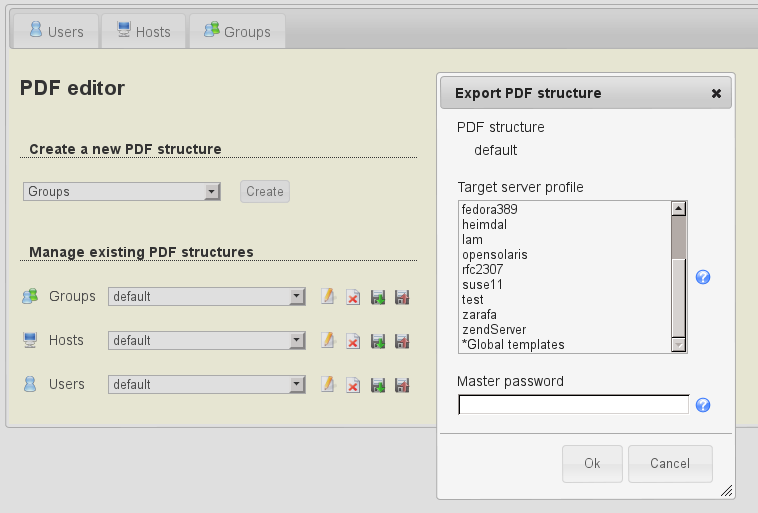 Users Hosts Groups
PDF editor
Create a new PDF structure
Groups Create
Manage existing PDF structures
Groups default
Hosts default
Users default
Export PDF structure
PDF structure
default
Target server profile
fedora389
heimdal
lam
opensolaris
rfc2307
suse11
test
zarafa
zendServer
*Global templates
Master password
Ok Cancel